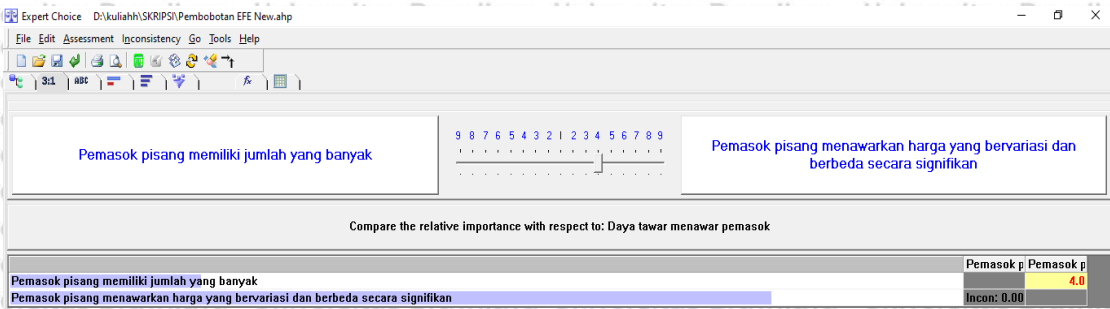 Expert Choice D:\kuliahh\SKRIPSI\Pembobotan EFE New.ahp
File Edit Assessment Inconsistency Go Tools Help
3:1 ABC fx
9 8 7 6 5 4 3 2 1 2 3 4 5 6 7 8 9
Pemasok pisang memiliki jumlah yang banyak
Pemasok pisang menawarkan harga yang bervariasi dan
berbeda secara signifikan
Compare the relative importance with respect to: Daya tawar menawar pemasok
Pemasok p Pemasok p
Pemasok pisang memiliki jumlah yang banyak 4.0
Pemasok pisang menawarkan harga yang bervariasi dan berbeda secara signifikan Incon: 0.00